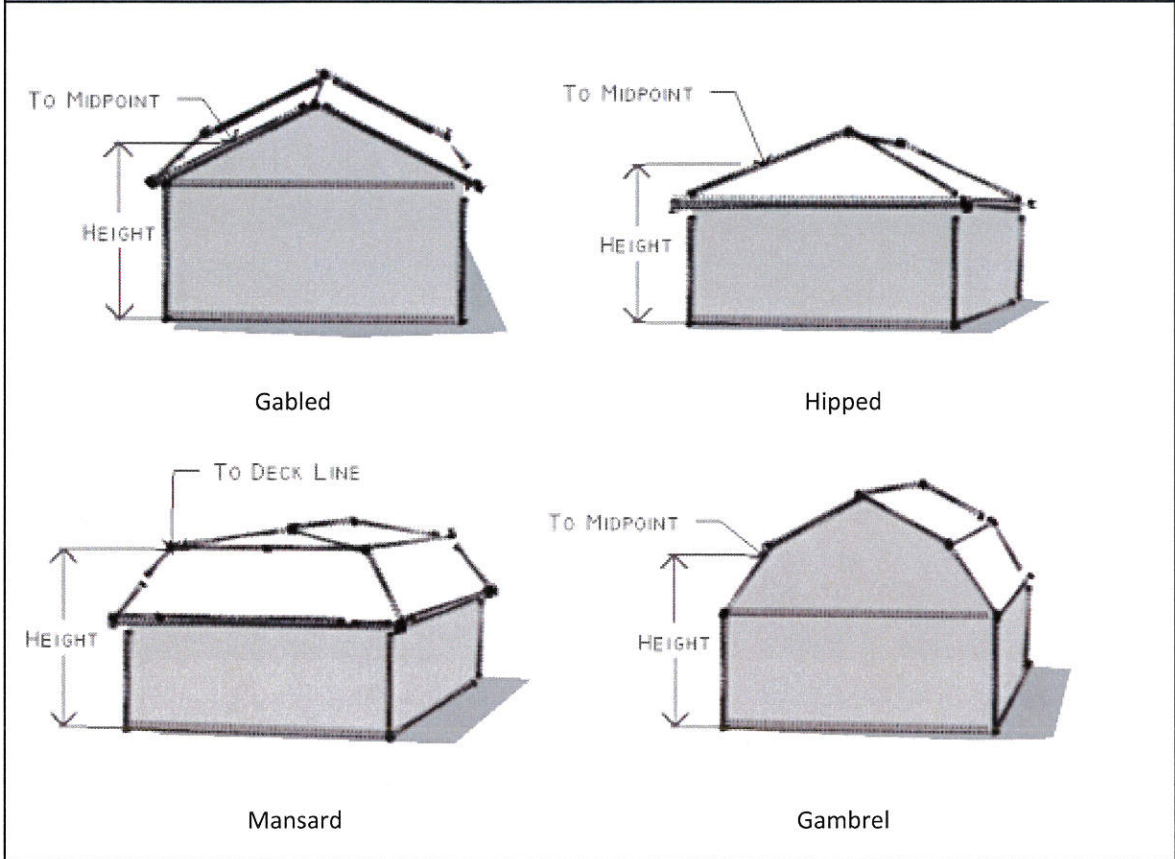 TO MIDPOINT
HEIGHT
Gabled
TO MIDPOINT
HEIGHT
Hipped
TO DECK LINE
HEIGHT
Mansard
TO MIDPOINT
HEIGHT
Gambrel